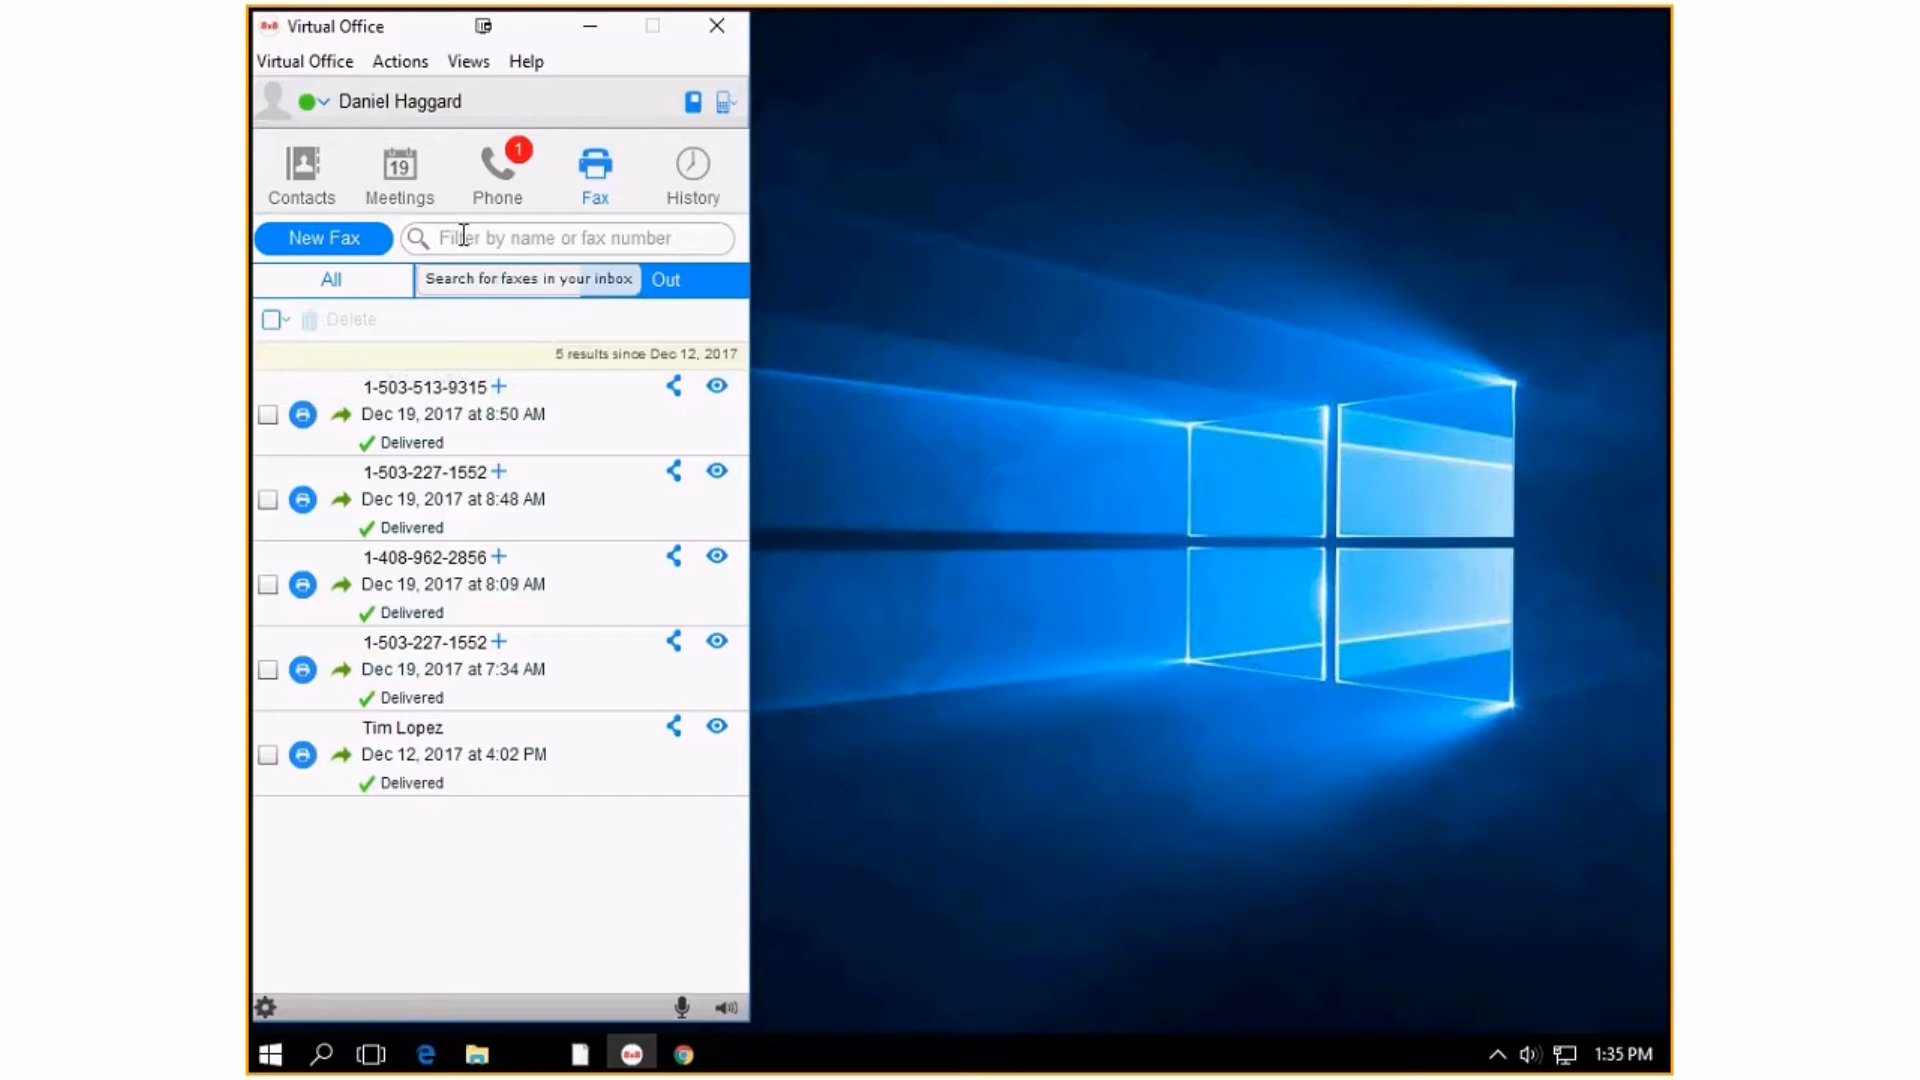 8x8 Virtual Office
Virtual Office Actions Views Help
Daniel Haggard
19
1
Contacts Meetings Phone Fax History
New Fax Filter by name or fax number
All Search for faxes in your inbox Out
Delete
5 results since Dec 12, 2017
1-503-513-9315
Dec 19, 2017 at 8:50 AM
Delivered
1-503-227-1552
Dec 19, 2017 at 8:48 AM
Delivered
1-408-962-2856
Dec 19, 2017 at 8:09 AM
Delivered
1-503-227-1552
Dec 19, 2017 at 7:34 AM
Delivered
Tim Lopez
Dec 12, 2017 at 4:02 PM
Delivered
8x8 1:35 PM